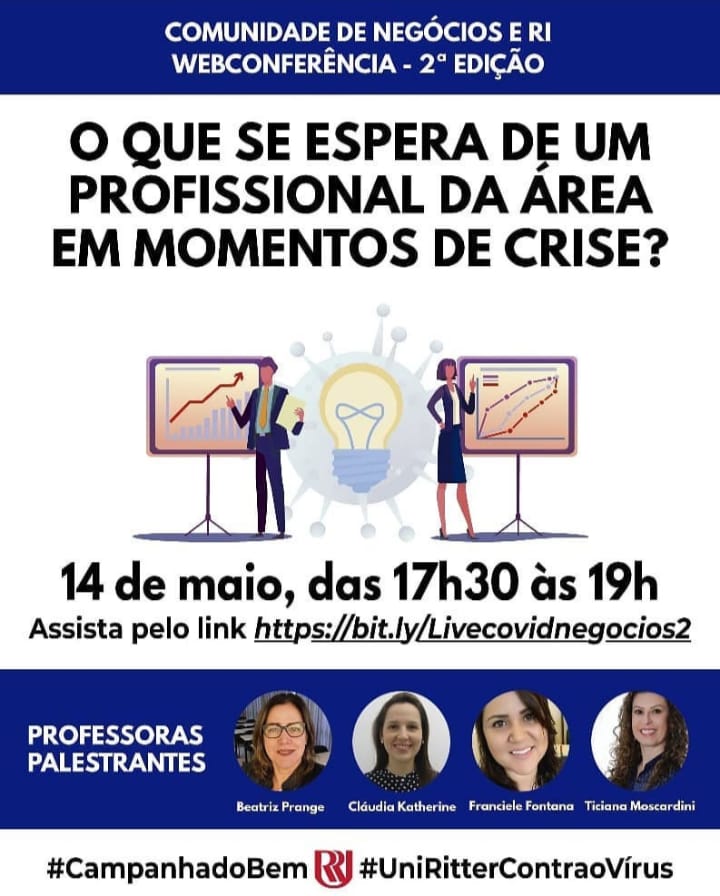 COMUNIDADE DE NEGÓCIOS E RI
WEBCONFERÊNCIA - 2ª EDIÇÃO
O QUE SE ESPERA DE UM
PROFISSIONAL DA ÁREA
EM MOMENTOS DE CRISE?
14 de maio, das 17h30 às 19h
Assista pelo link https://bit.ly/Livecovidnegocios2
PROFESSORAS
PALESTRANTES
Beatriz Prange
Cláudia Katherine
Franciele Fontana
Ticiana Moscardini
#CampanhadoBem R #UniRitterContraoVírus